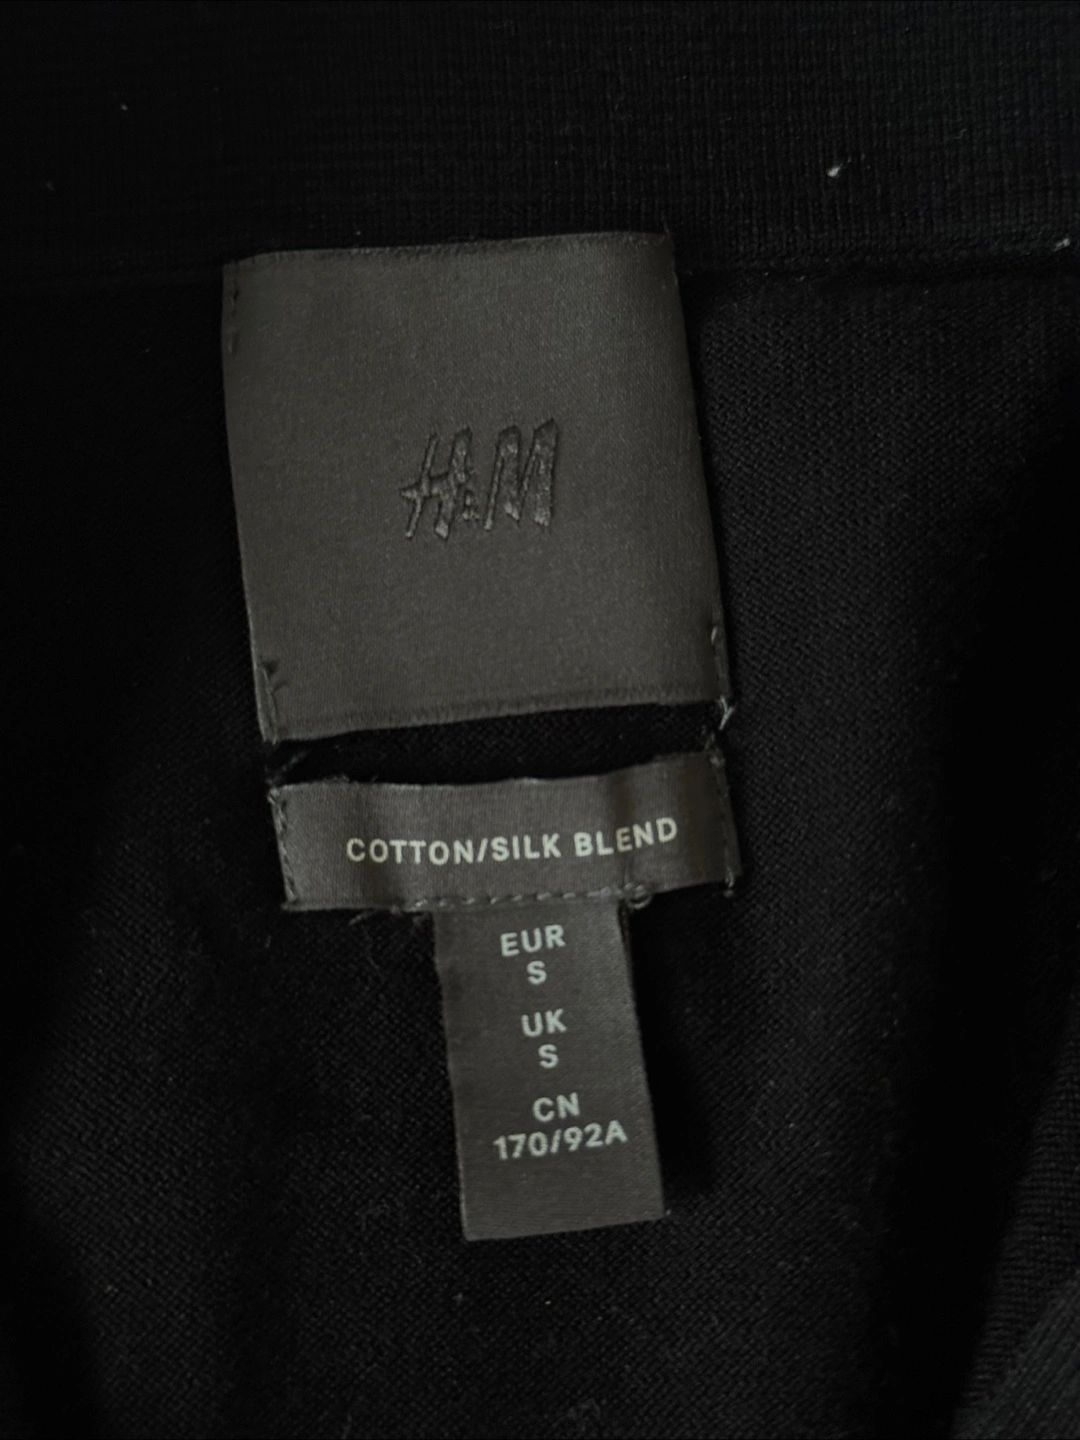 H&M
COTTON/SILK BLEND
EUR
S
UK
S
CN
170/92A